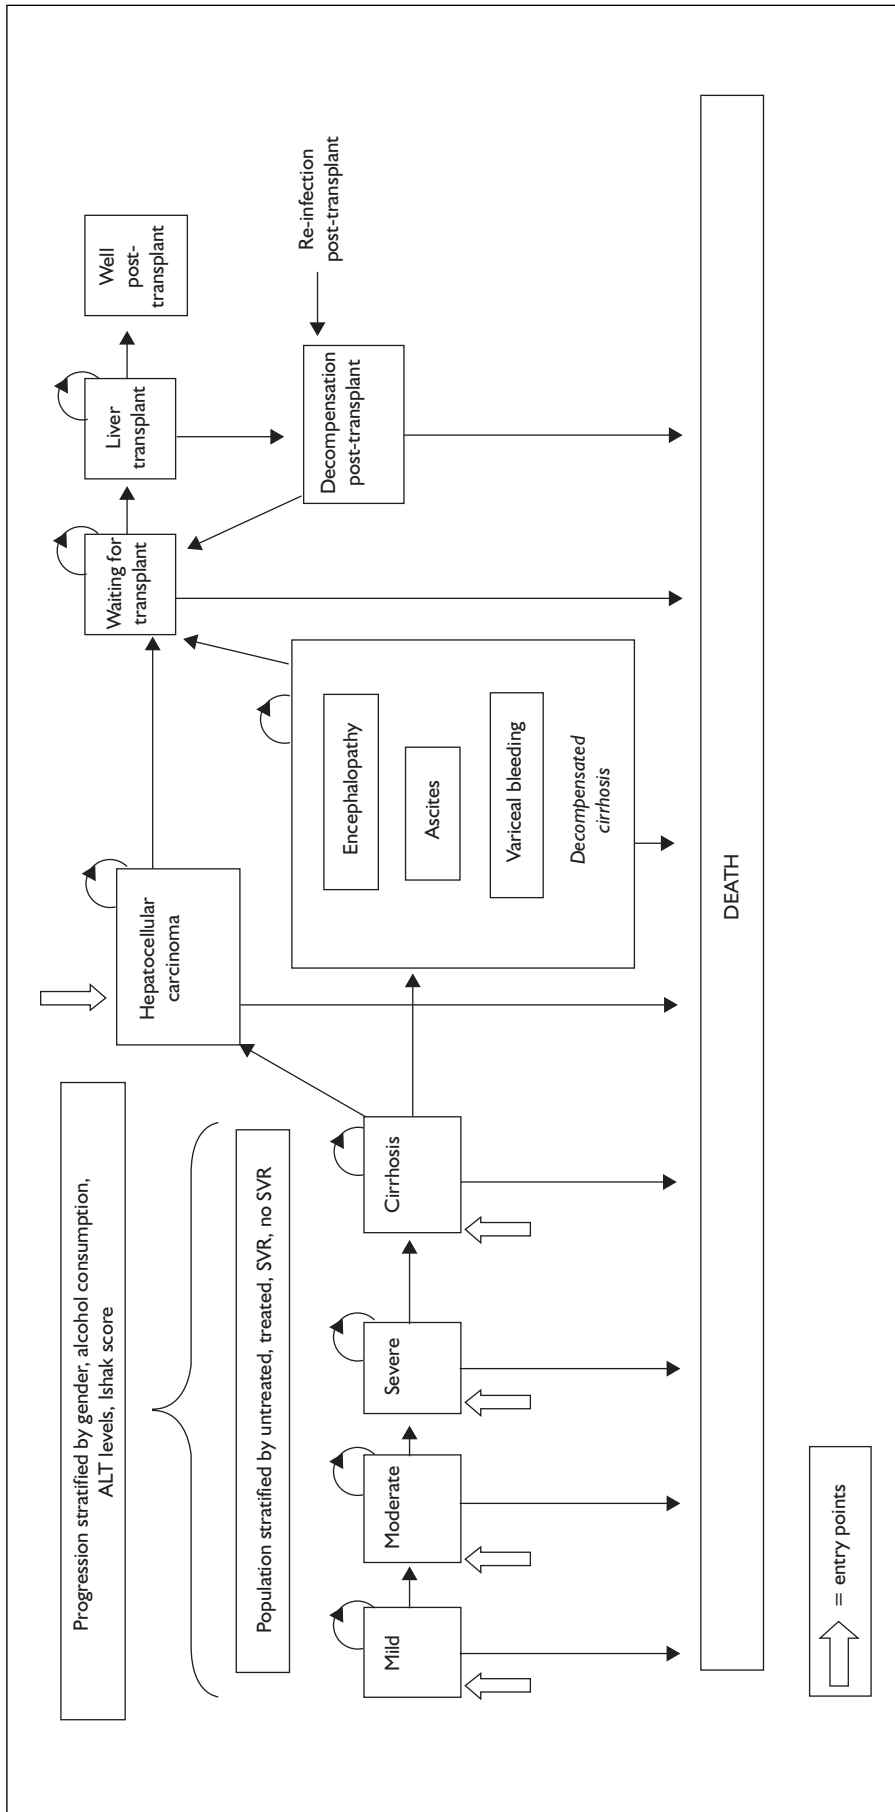 Progression stratified by gender, alcohol consumption,
ALT levels, Ishak score
Population stratified by untreated, treated, SVR, no SVR
Mild
Moderate
Severe
Cirrhosis
Hepatocellular
carcinoma
Encephalopathy
Ascites
Variceal bleeding
Decompensated
cirrhosis
Waiting for
transplant
Liver
transplant
Well
post-
transplant
Decompensation
post-transplant
Re-infection
post-transplant
DEATH
= entry points